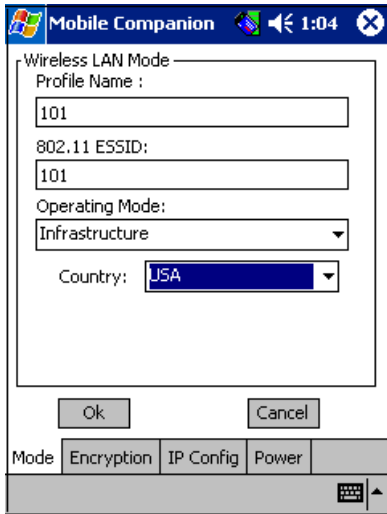 Mobile Companion 1:04
Wireless LAN Mode
Profile Name :
101
802.11 ESSID:
101
Operating Mode:
Infrastructure
Country: USA
Ok Cancel
Mode Encryption IP Config Power